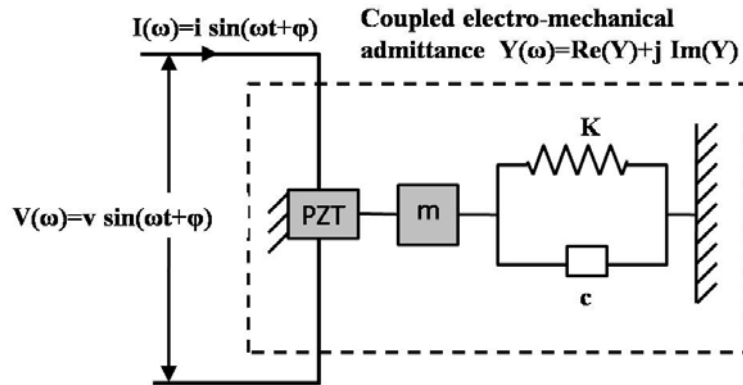 I(ω)=i sin(ωt+φ)
Coupled electro-mechanical
admittance Y(ω)=Re(Y)+j Im(Y)
K
V(ω)=v sin(ωt+φ)
PZT
m
c